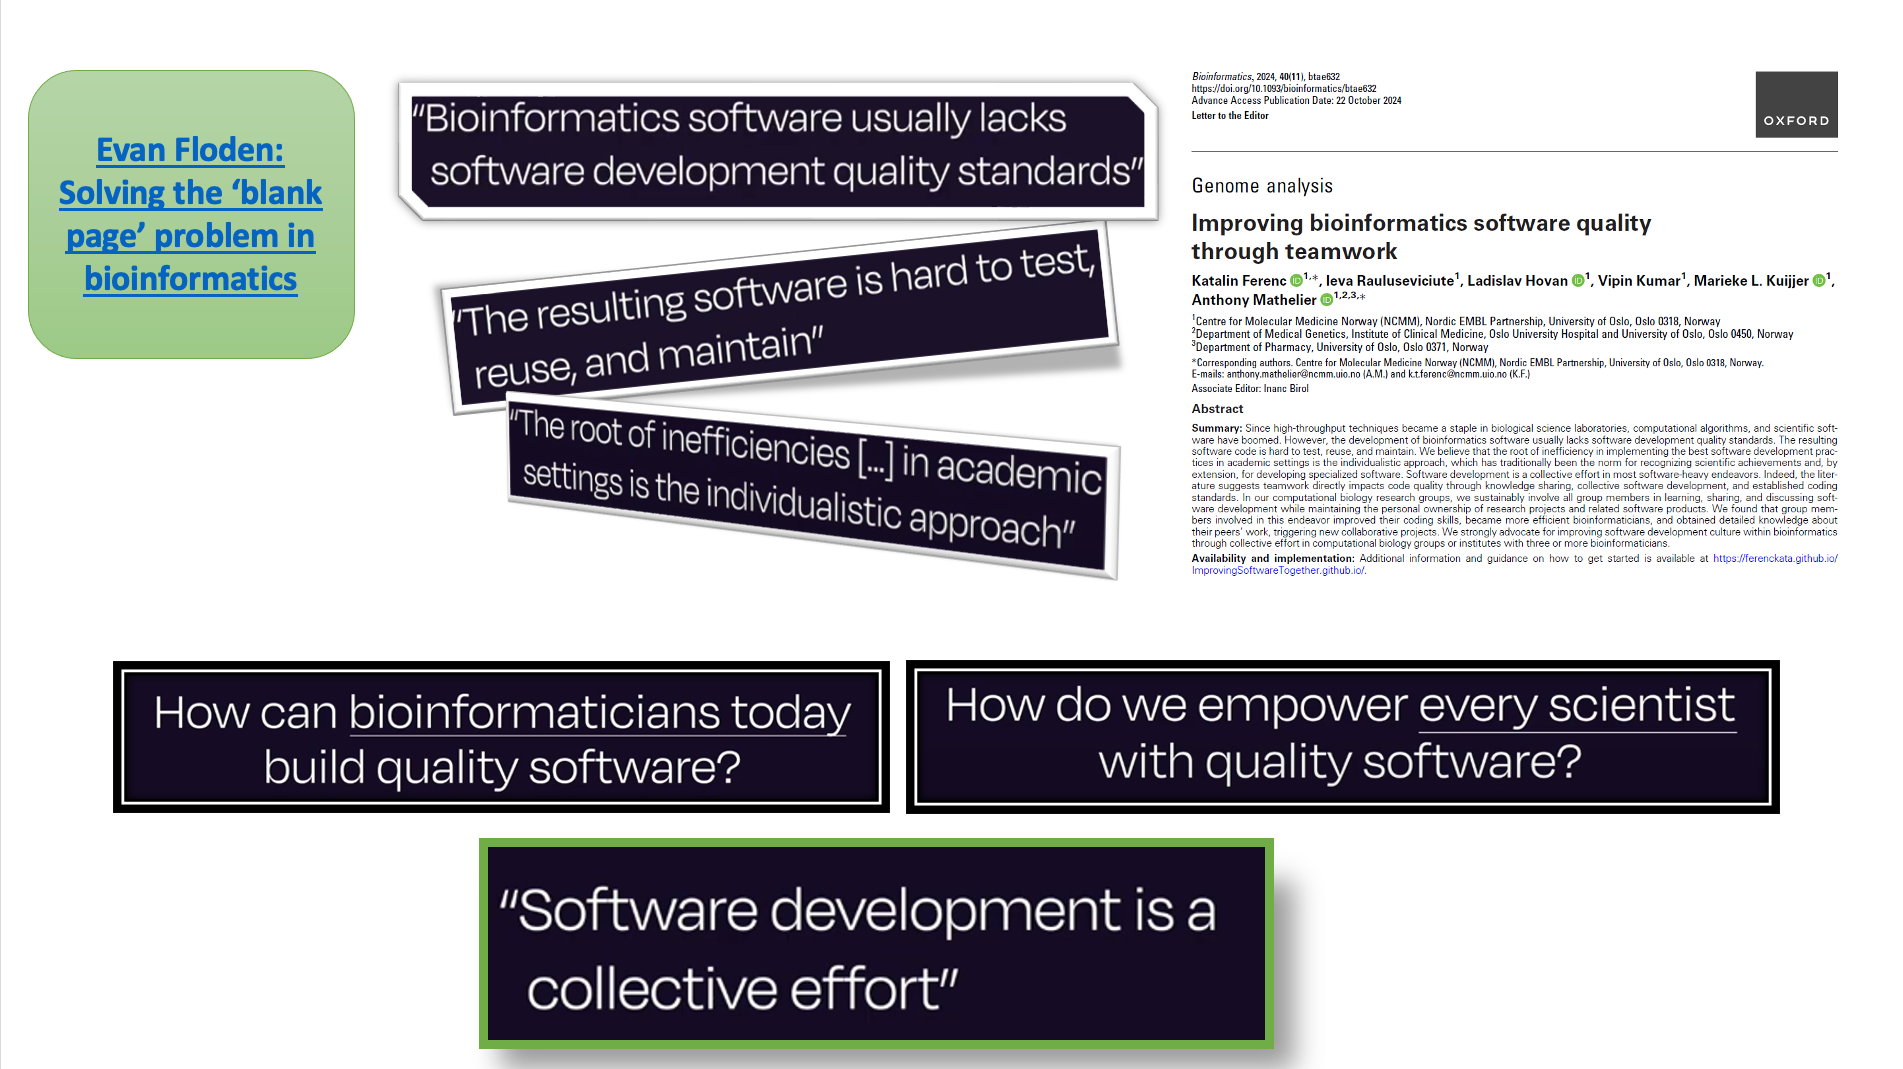 Evan Floden:
Solving the ‘blank
page’ problem in
bioinformatics
“Bioinformatics software usually lacks
software development quality standards”
“The resulting software is hard to test,
reuse, and maintain”
“The root of inefficiencies [...] in academic
settings is the individualistic approach”
Bioinformatics, 2024, 40(11), btae632
https://doi.org/10.1093/bioinformatics/btae632
Advance Access Publication Date: 22 October 2024
Letter to the Editor
OXFORD
Genome analysis
Improving bioinformatics software quality
through teamwork
Katalin Ferenc iD 1,*, Ieva Rauluseviciute1, Ladislav Hovan iD 1, Vipin Kumar1, Marieke L. Kuijjer iD 1,
Anthony Mathelier iD 1,2,3,*
1Centre for Molecular Medicine Norway (NCMM), Nordic EMBL Partnership, University of Oslo, Oslo 0318, Norway
2Department of Medical Genetics, Institute of Clinical Medicine, Oslo University Hospital and University of Oslo, Oslo 0450, Norway
3Department of Pharmacy, University of Oslo, Oslo 0371, Norway
*Corresponding authors. Centre for Molecular Medicine Norway (NCMM), Nordic EMBL Partnership, University of Oslo, Oslo 0318, Norway.
E-mails: anthony.mathelier@ncmm.uio.no (A.M.) and k.t.ferenc@ncmm.uio.no (K.F.)
Associate Editor: Inanc Birol
Abstract
Summary: Since high-throughput techniques became a staple in biological science laboratories, computational algorithms, and scientific soft-
ware have boomed. However, the development of bioinformatics software usually lacks software development quality standards. The resulting
software code is hard to test, reuse, and maintain. We believe that the root of inefficiency in implementing the best software development prac-
tices in academic settings is the individualistic approach, which has traditionally been the norm for recognizing scientific achievements and, by
extension, for developing specialized software. Software development is a collective effort in most software-heavy endeavors. Indeed, the liter-
ature suggests teamwork directly impacts code quality through knowledge sharing, collective software development, and established coding
standards. In our computational biology research groups, we sustainably involve all group members in learning, sharing, and discussing soft-
ware development while maintaining the personal ownership of research projects and related software products. We found that group mem-
bers involved in this endeavor improved their coding skills, became more efficient bioinformaticians, and obtained detailed knowledge about
their peers’ work, triggering new collaborative projects. We strongly advocate for improving software development culture within bioinformatics
through collective effort in computational biology groups or institutes with three or more bioinformaticians.
Availability and implementation: Additional information and guidance on how to get started is available at https://ferenckata.github.io/
ImprovingSoftwareTogether.github.io/.
How can bioinformaticians today
build quality software?
How do we empower every scientist
with quality software?
“Software development is a
collective effort”